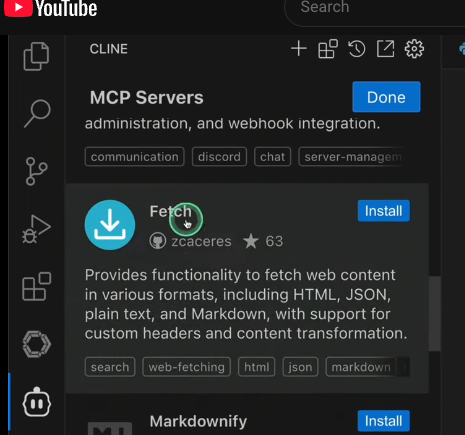 YouTube
Search
CLINE
MCP Servers
Done
administration, and webhook integration.
communication
discord
chat
server-managem
Fetch
Install
zcaceres
63
Provides functionality to fetch web content
in various formats, including HTML, JSON,
plain text, and Markdown, with support for
custom headers and content transformation.
search
web-fetching
html
json
markdown
Markdownify
Install